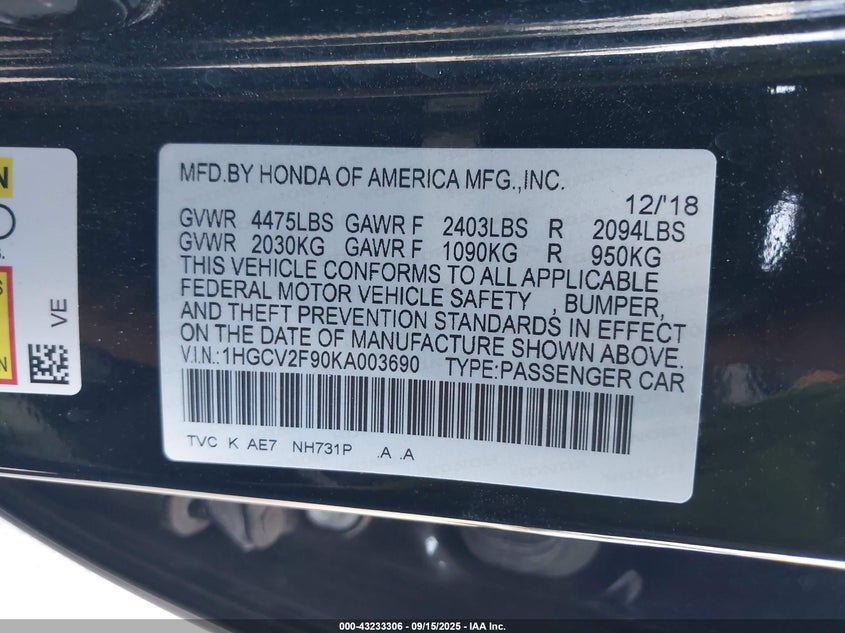 N
S.
S
VE
MFD.BY HONDA OF AMERICA MFG.,INC.
12/'18
GVWR 4475LBS GAWR F 2403LBS R 2094LBS
GVWR 2030KG GAWR F 1090KG R 950KG
THIS VEHICLE CONFORMS TO ALL APPLICABLE
FEDERAL MOTOR VEHICLE SAFETY , BUMPER,
AND THEFT PREVENTION STANDARDS IN EFFECT
ON THE DATE OF MANUFACTURE SHOWN ABOVE.
V.I.N.:1HGCV2F90KA003690 TYPE:PASSENGER CAR
TVC K AE7 NH731P .A .A
000-43233306 - 09/15/2025 - IAA Inc.